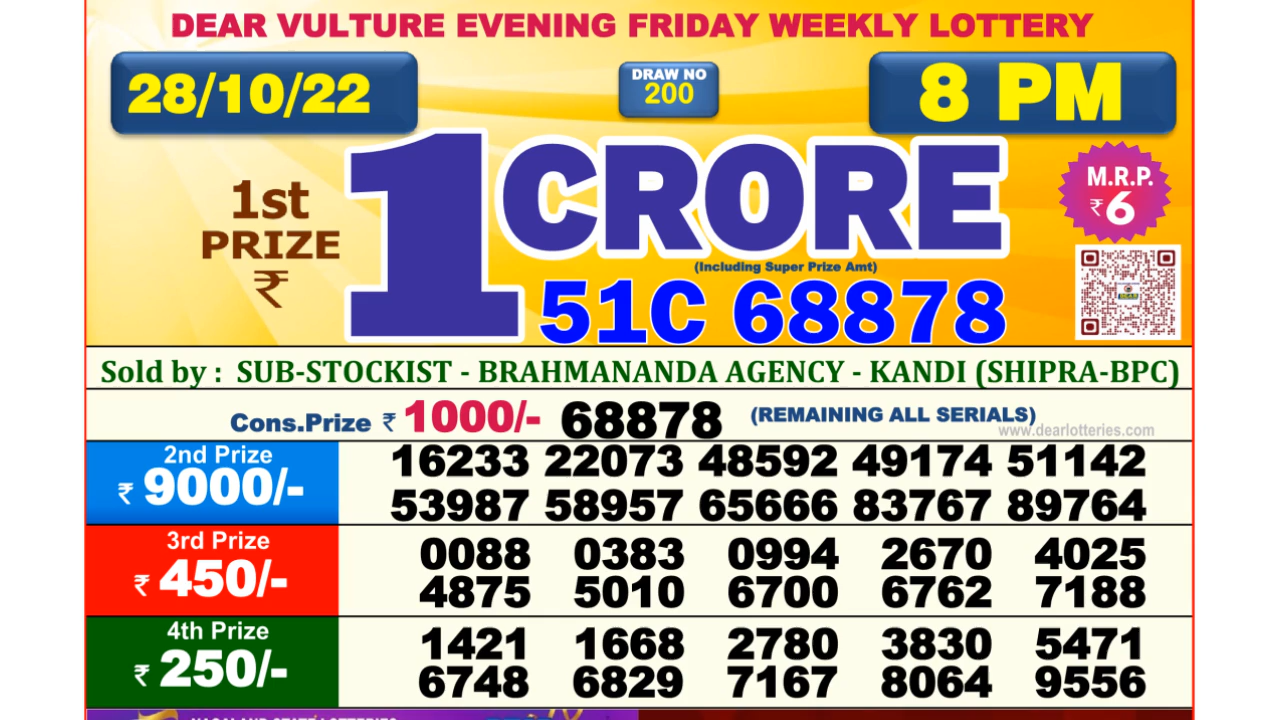 DEAR VULTURE EVENING FRIDAY WEEKLY LOTTERY
28/10/22
DRAW NO
200
8 PM
1st
PRIZE
₹
1 CRORE
(Including Super Prize Amt)
51C 68878
M.R.P.
₹6
Sold by : SUB-STOCKIST - BRAHMANANDA AGENCY - KANDI (SHIPRA-BPC)
Cons.Prize ₹ 1000/- 68878 (REMAINING ALL SERIALS)
www.dearlotteries.com
2nd Prize
₹ 9000/-
16233 22073 48592 49174 51142
53987 58957 65666 83767 89764
3rd Prize
₹ 450/-
0088 0383 0994 2670 4025
4875 5010 6700 6762 7188
4th Prize
₹ 250/-
1421 1668 2780 3830 5471
6748 6829 7167 8064 9556
NAGALAND STATE LOTTERIES